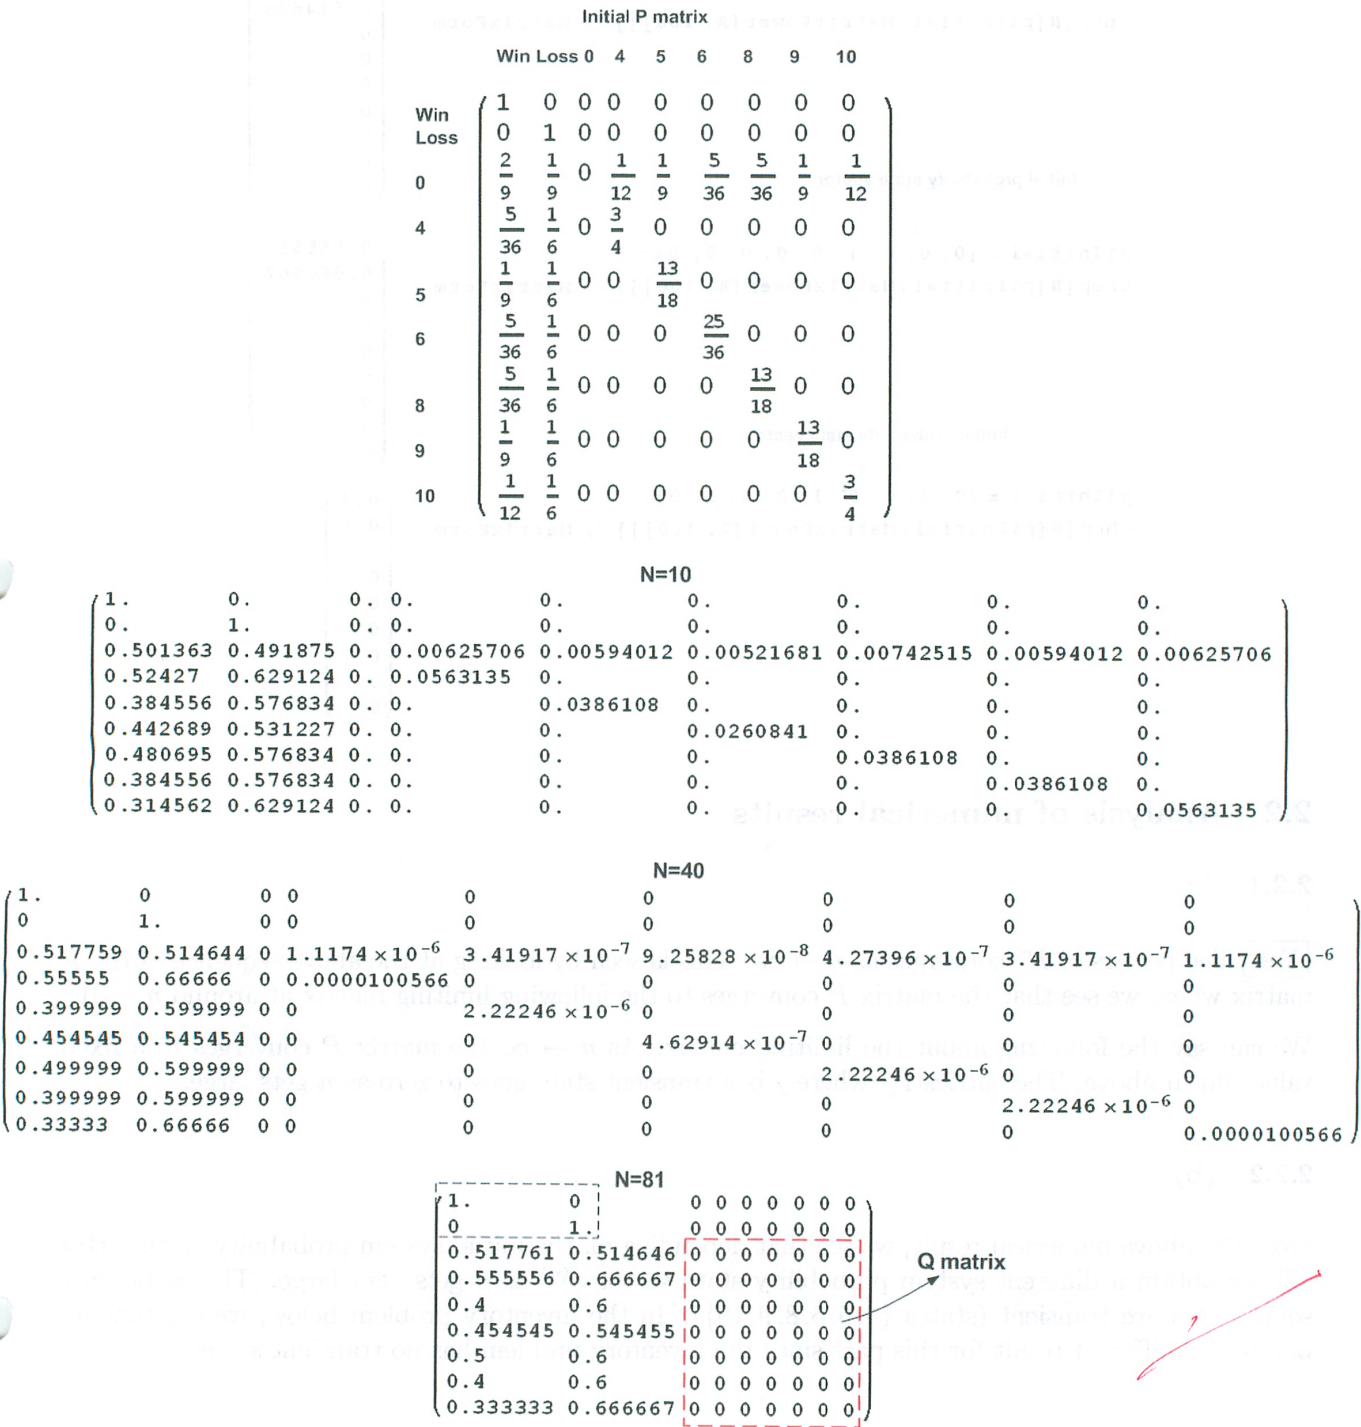 Initial P matrix
Win Loss 0 4 5 6 8 9 10
Win 1 0 0 0 0 0 0 0 0
Loss 0 1 0 0 0 0 0 0 0
0 2/9 1/9 0 1/12 1/9 5/36 5/36 1/9 1/12
4 5/36 1/6 0 3/4 0 0 0 0 0
5 1/9 1/6 0 0 13/18 0 0 0 0
6 5/36 1/6 0 0 0 25/36 0 0 0
8 5/36 1/6 0 0 0 0 13/18 0 0
9 1/9 1/6 0 0 0 0 0 13/18 0
10 1/12 1/6 0 0 0 0 0 0 3/4
N=10
1. 0. 0. 0. 0. 0. 0. 0. 0.
0. 1. 0. 0. 0. 0. 0. 0. 0.
0.501363 0.491875 0. 0.00625706 0.00594012 0.00521681 0.00742515 0.00594012 0.00625706
0.52427 0.629124 0. 0.0563135 0. 0. 0. 0. 0.
0.384556 0.576834 0. 0. 0.0386108 0. 0. 0. 0.
0.442689 0.531227 0. 0. 0. 0.0260841 0. 0. 0.
0.480695 0.576834 0. 0. 0. 0. 0.0386108 0. 0.
0.384556 0.576834 0. 0. 0. 0. 0. 0.0386108 0.
0.314562 0.629124 0. 0. 0. 0. 0. 0. 0.0563135
N=40
1. 0 0 0 0 0 0 0 0
0 1. 0 0 0 0 0 0 0
0.517759 0.514644 0 1.1174×10⁻⁶ 3.41917×10⁻⁷ 9.25828×10⁻⁸ 4.27396×10⁻⁷ 3.41917×10⁻⁷ 1.1174×10⁻⁶
0.55555 0.66666 0 0.0000100566 0 0 0 0 0
0.399999 0.599999 0 0 2.22246×10⁻⁶ 0 0 0 0
0.454545 0.545454 0 0 0 4.62914×10⁻⁷ 0 0 0
0.499999 0.599999 0 0 0 0 2.22246×10⁻⁶ 0 0
0.399999 0.599999 0 0 0 0 0 2.22246×10⁻⁶ 0
0.33333 0.66666 0 0 0 0 0 0 0.0000100566
N=81
1. 0 0 0 0 0 0 0 0
0 1. 0 0 0 0 0 0 0
0.517761 0.514646 0 0 0 0 0 0 0
0.555556 0.666667 0 0 0 0 0 0 0
0.4 0.6 0 0 0 0 0 0 0
0.454545 0.545455 0 0 0 0 0 0 0
0.5 0.6 0 0 0 0 0 0 0
0.4 0.6 0 0 0 0 0 0 0
0.333333 0.666667 0 0 0 0 0 0 0
Q matrix